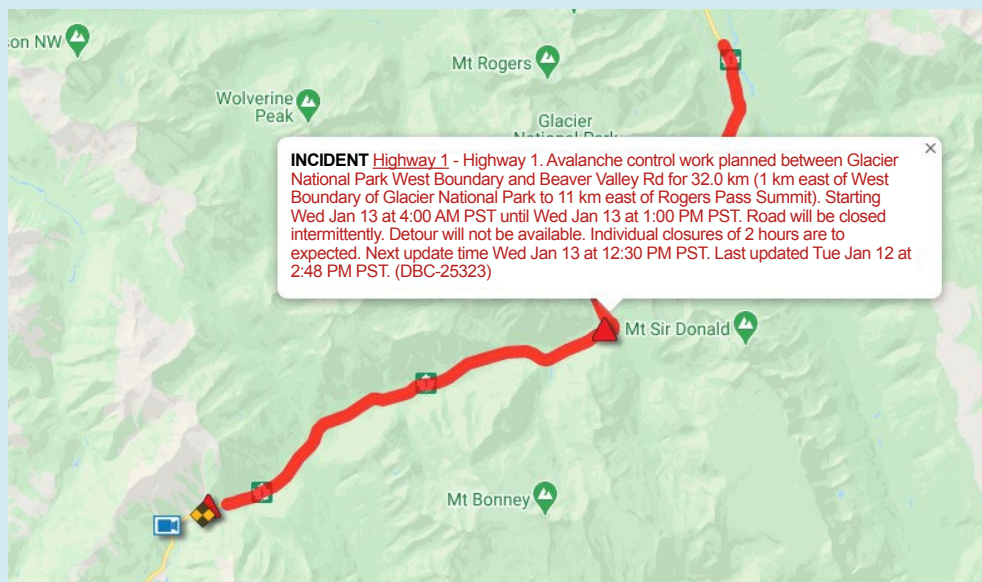 son NW
Mt Rogers
1
Wolverine
Peak
Glacier
National Park
INCIDENT Highway 1 - Highway 1. Avalanche control work planned between Glacier
National Park West Boundary and Beaver Valley Rd for 32.0 km (1 km east of West
Boundary of Glacier National Park to 11 km east of Rogers Pass Summit). Starting
Wed Jan 13 at 4:00 AM PST until Wed Jan 13 at 1:00 PM PST. Road will be closed
intermittently. Detour will not be available. Individual closures of 2 hours are to
expected. Next update time Wed Jan 13 at 12:30 PM PST. Last updated Tue Jan 12 at
2:48 PM PST. (DBC-25323)
Mt Sir Donald
1
1
Mt Bonney